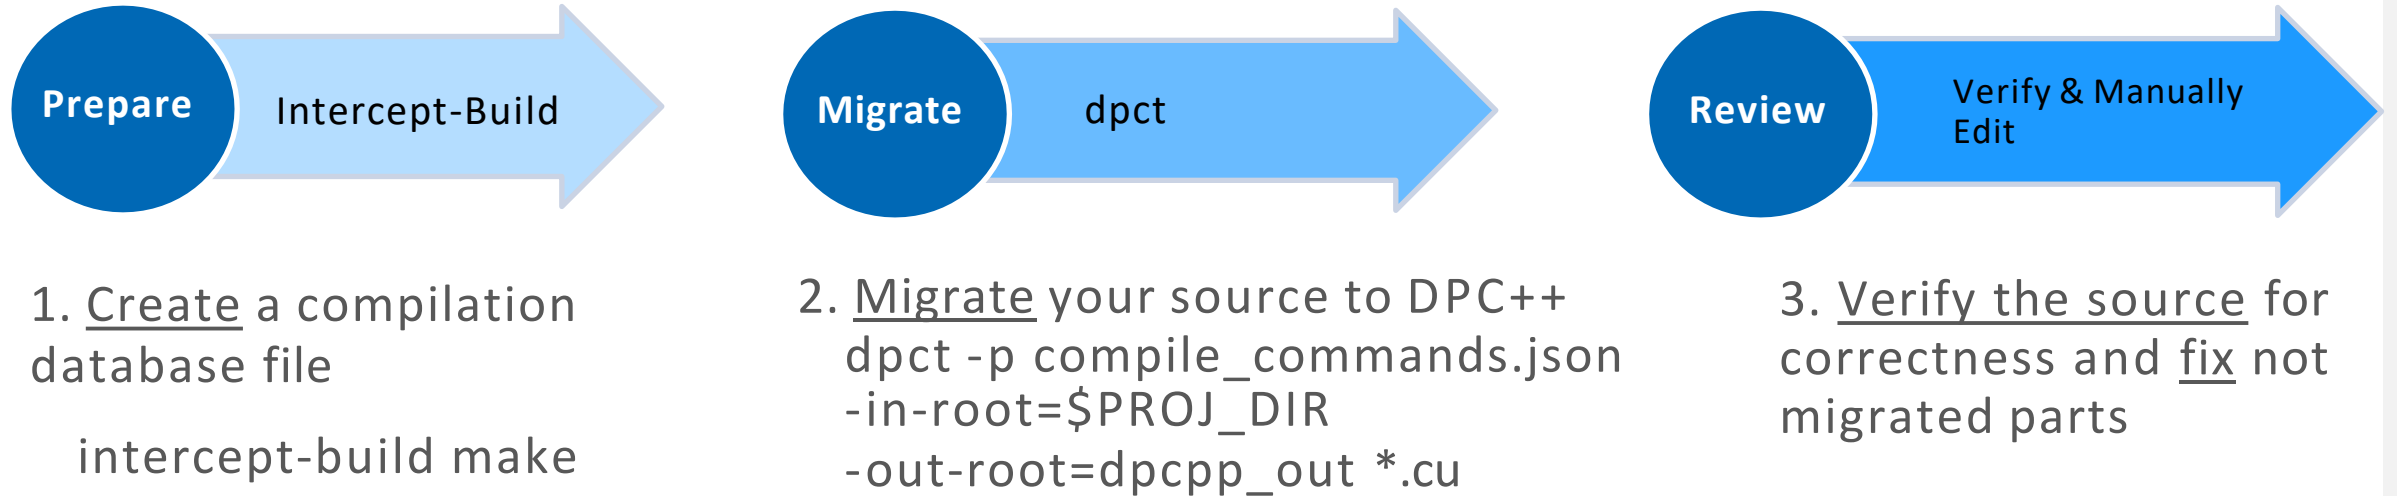 Prepare
Intercept-Build
Migrate
dpct
Review
Verify & Manually
Edit
1. Create a compilation
database file
intercept-build make
2. Migrate your source to DPC++
dpct -p compile_commands.json
-in-root=$PROJ_DIR
-out-root=dpcpp_out *.cu
3. Verify the source for
correctness and fix not
migrated parts